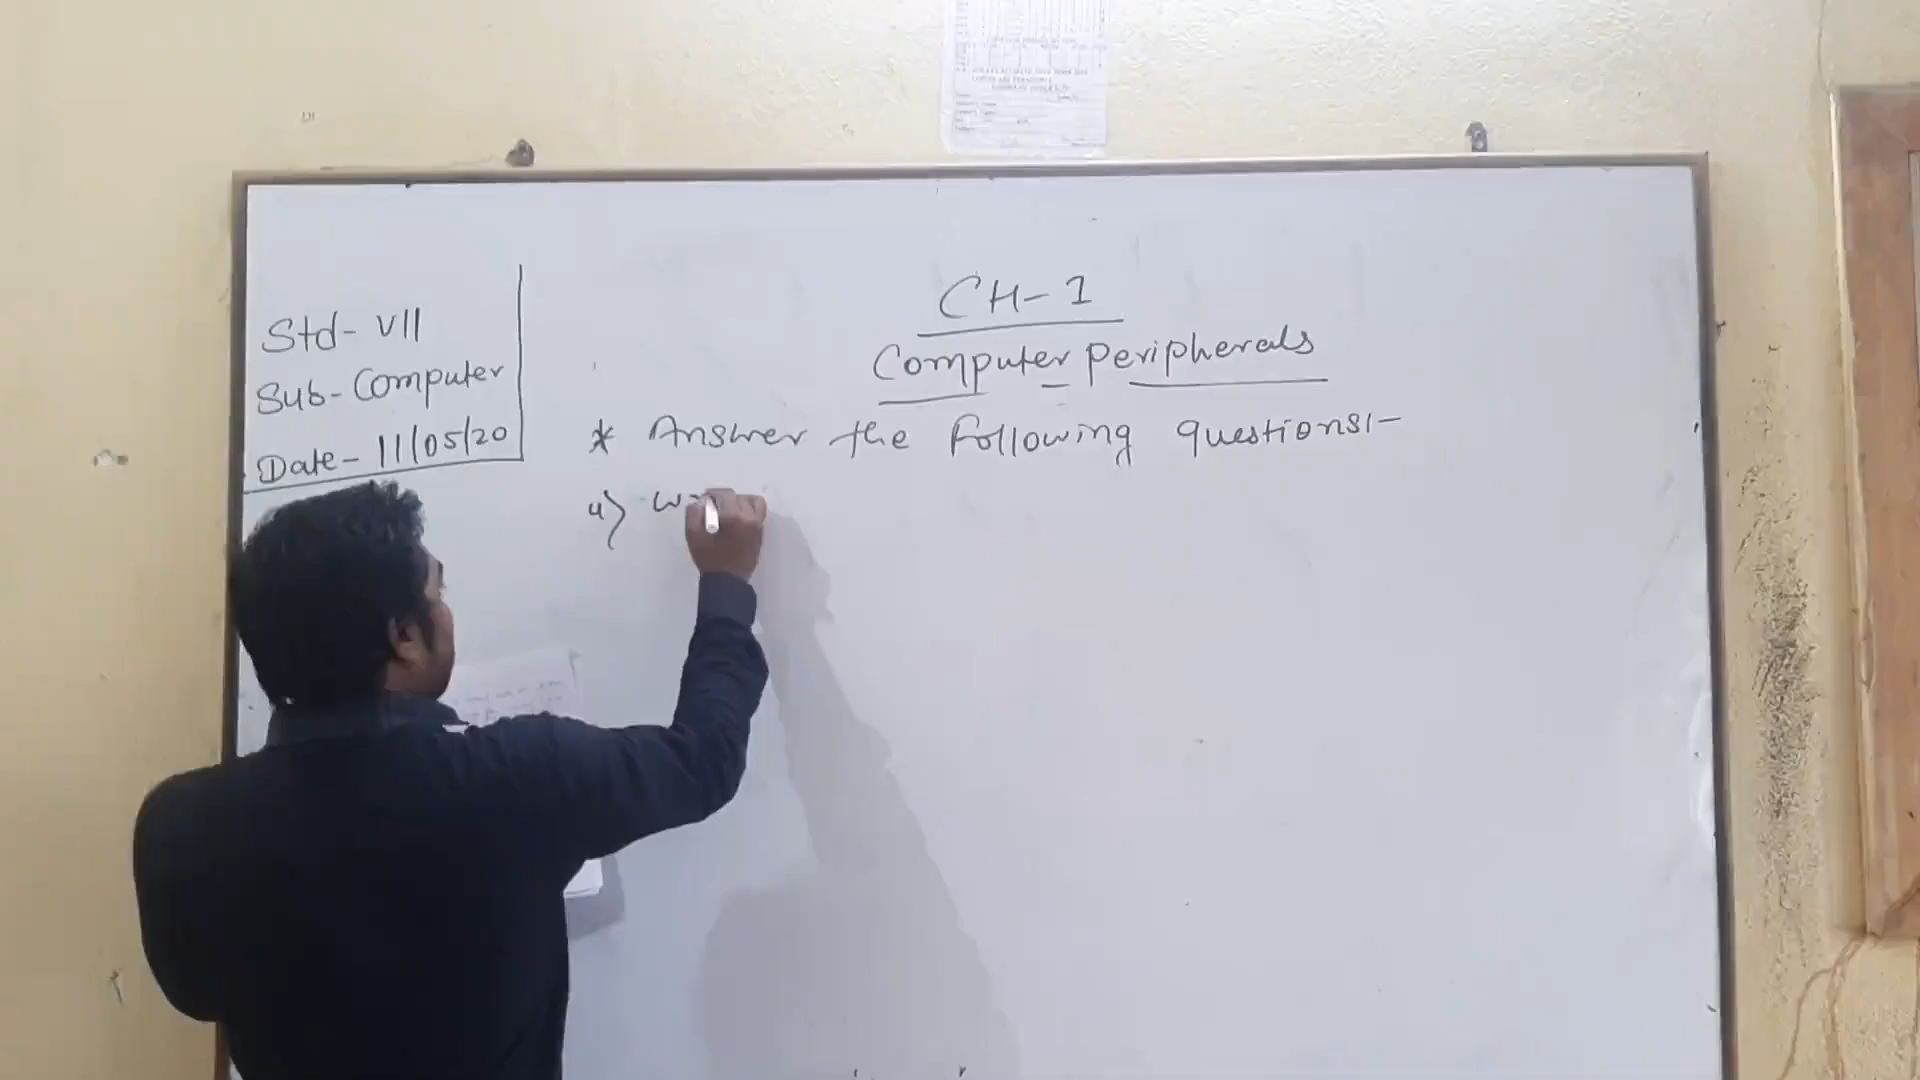 Std- VII
Sub- Computer
Date- 11/05/20
CH-1
Computer Peripherals
* Answer the Following questions:-
4)